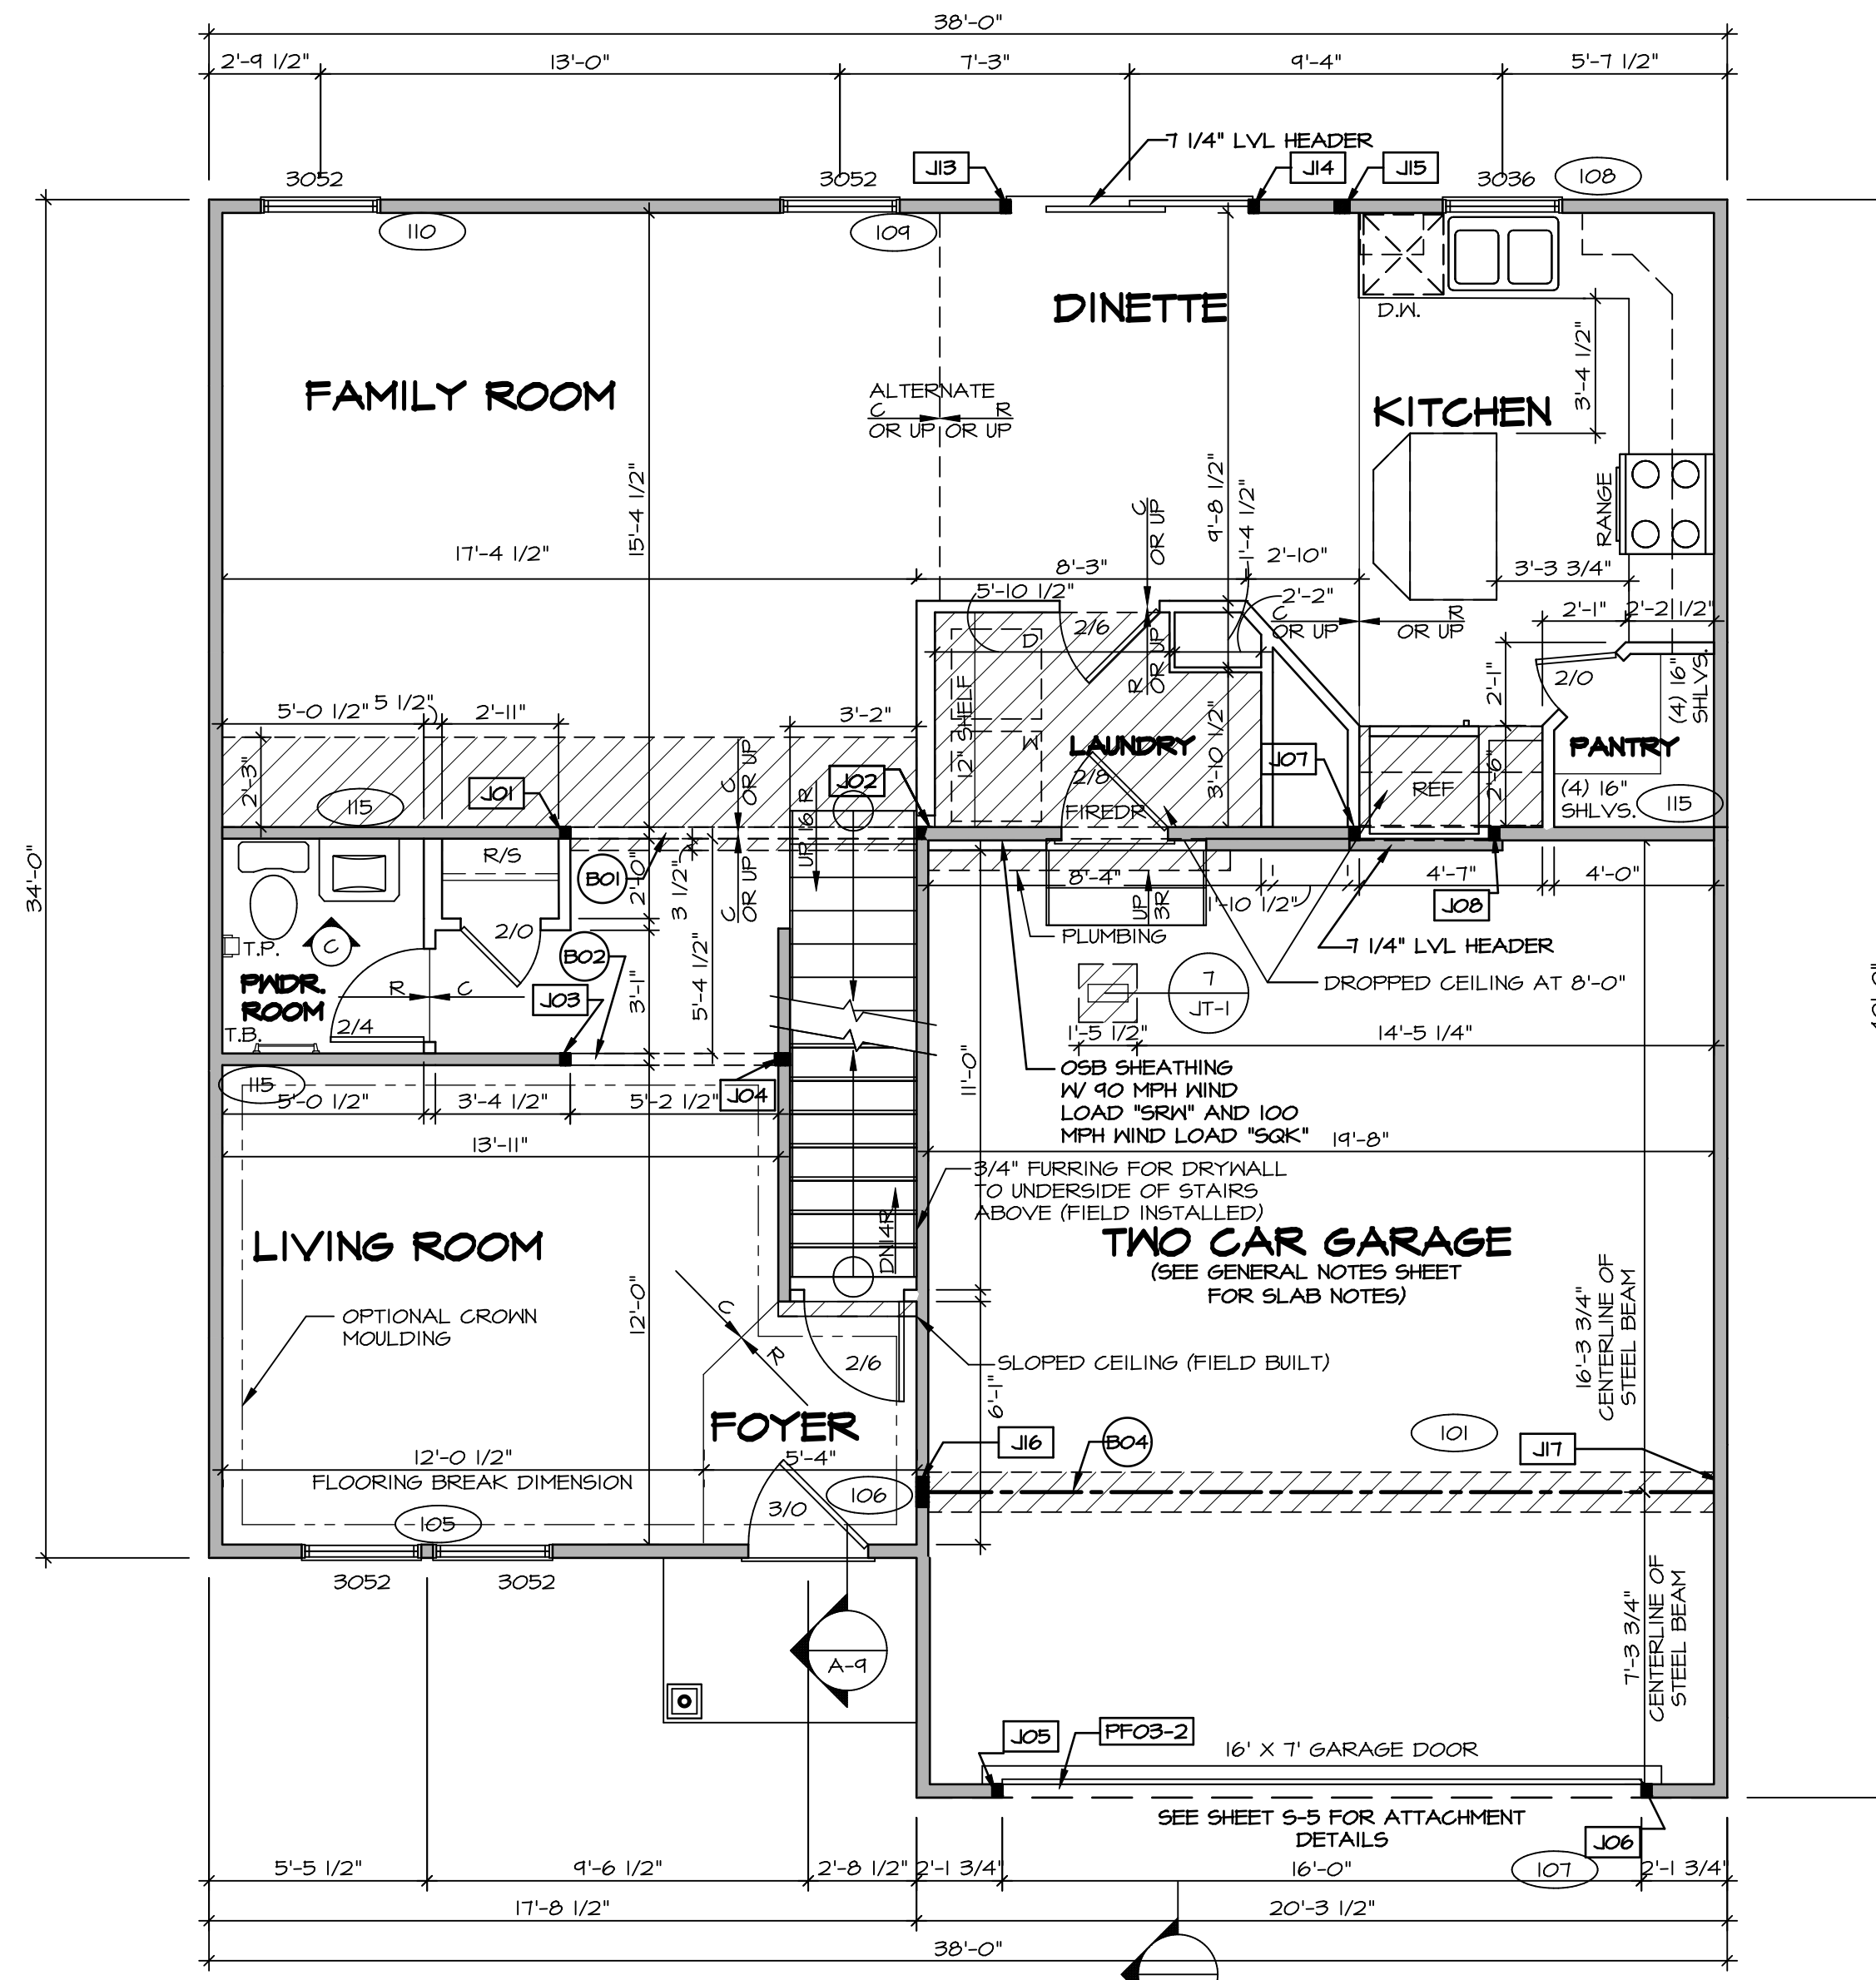 38'-0"
2'-9 1/2"
13'-0"
7'-3"
9'-4"
5'-7 1/2"
7 1/4" LVL HEADER
3052
3052
J13
J14
J15
3036
108
110
109
DINETTE
D.W.
FAMILY ROOM
ALTERNATE
C R
OR UP OR UP
KITCHEN
3'-4 1/2"
15'-4 1/2"
9'-8 1/2"
1'-4 1/2"
C
OR UP
RANGE
17'-4 1/2"
8'-3"
2'-10"
3'-3 3/4"
5'-10 1/2"
2'-2"
C
OR UP
R
OR UP
2'-1"
2'-2 1/2"
2/6
D
R
OR UP
2/0
2'-1"
(4) 16"
SHLVS.
5'-0 1/2"
5 1/2"
2'-11"
3'-2"
12" SHELF
W
LAUNDRY
3'-10 1/2"
J07
PANTRY
2'-3"
115
J01
C
OR UP
J02
2/8
FIREDR
REF
2'-6"
(4) 16"
SHLVS.
115
UP 16 R
R/S
B01
2'-10"
3 1/2"
C
OR UP
8'-4"
4'-7"
4'-0"
1'-10 1/2"
UP
3R
J08
34'-0"
C
T.P.
2/0
B02
PLUMBING
7 1/4" LVL HEADER
PWDR.
ROOM
R C
J03
3'-1"
5'-4 1/2"
7
JT-1
DROPPED CEILING AT 8'-0"
T.B.
2/4
1'-5 1/2"
14'-5 1/4"
115
J04
11'-0"
OSB SHEATHING
W/ 90 MPH WIND
LOAD "SRW" AND 100
MPH WIND LOAD "SQK"
5'-0 1/2"
3'-4 1/2"
5'-2 1/2"
13'-11"
19'-8"
3/4" FURRING FOR DRYWALL
TO UNDERSIDE OF STAIRS
ABOVE (FIELD INSTALLED)
DN14R
LIVING ROOM
TWO CAR GARAGE
(SEE GENERAL NOTES SHEET
FOR SLAB NOTES)
12'-0"
OPTIONAL CROWN
MOULDING
C
R
2/6
SLOPED CEILING (FIELD BUILT)
16'-3 3/4"
CENTERLINE OF
STEEL BEAM
6'-1"
FOYER
J16
B04
101
J17
12'-0 1/2"
5'-4"
FLOORING BREAK DIMENSION
106
3/0
105
3052
3052
7'-3 3/4"
CENTERLINE OF
STEEL BEAM
A-9
J05
PF03-2
16' X 7' GARAGE DOOR
SEE SHEET S-5 FOR ATTACHMENT
DETAILS
J06
107
5'-5 1/2"
9'-6 1/2"
2'-8 1/2"
2'-1 3/4"
16'-0"
2'-1 3/4"
17'-8 1/2"
20'-3 1/2"
38'-0"